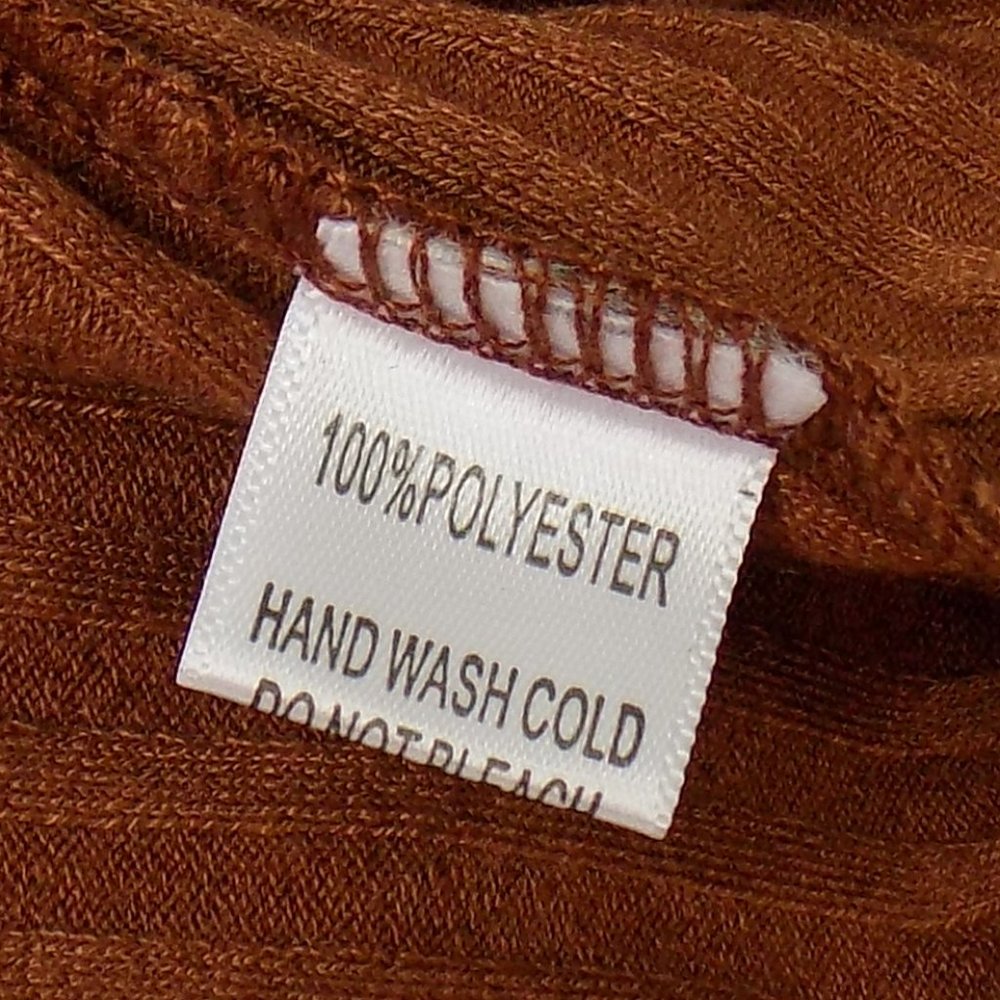 100%POLYESTER
HAND WASH COLD
DO NOT BLEACH